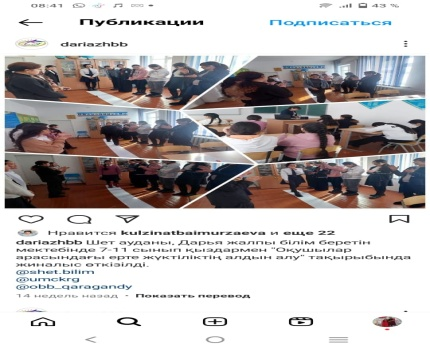 08:41
43 %
Публикации
Подписаться
dariazhbb
Нравится kulzinatbaimurzaeva и еще 22
dariazhbb Шет ауданы, Дарья жалпы білім беретін
мектебінде 7-11 сынып қыздармен "Оқушылар
арасындағы ерте жүктіліктің алдын алу" тақырыбында
жиналыс өткізілді.
@shet.bilim
@umckrg
@obb_qaragandy
14 недель назад · Показать перевод